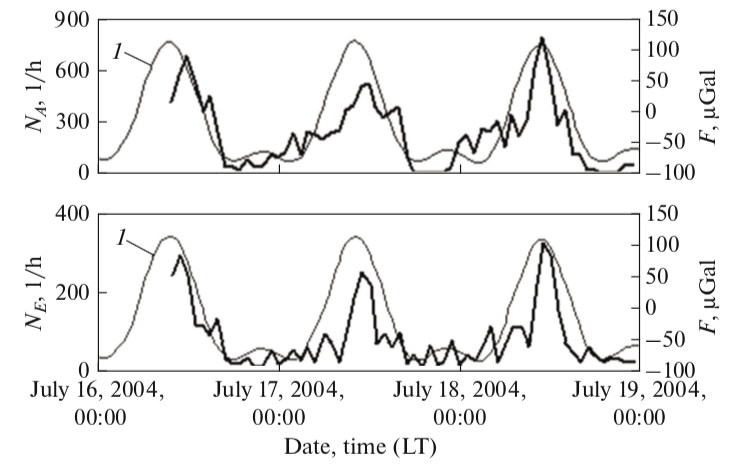 900
600
300
0
N_A, 1/h
1
150
100
50
0
−50
−100
F, μGal
400
200
0
N_E, 1/h
1
150
100
50
0
−50
−100
F, μGal
July 16, 2004,
00:00
July 17, 2004,
00:00
July 18, 2004,
00:00
July 19, 2004,
00:00
Date, time (LT)